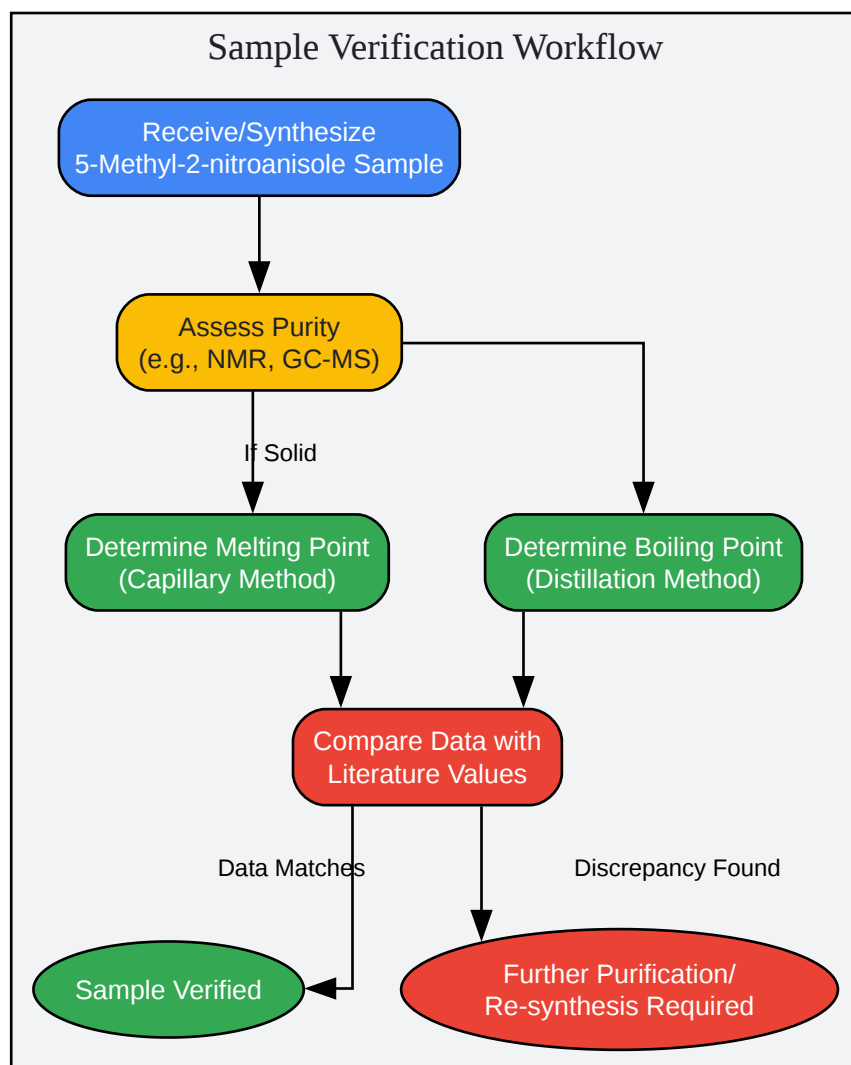 Sample Verification Workflow
Receive/Synthesize
5-Methyl-2-nitroanisole Sample
Assess Purity
(e.g., NMR, GC-MS)
If Solid
Determine Melting Point
(Capillary Method)
Determine Boiling Point
(Distillation Method)
Compare Data with
Literature Values
Data Matches
Discrepancy Found
Sample Verified
Further Purification/
Re-synthesis Required